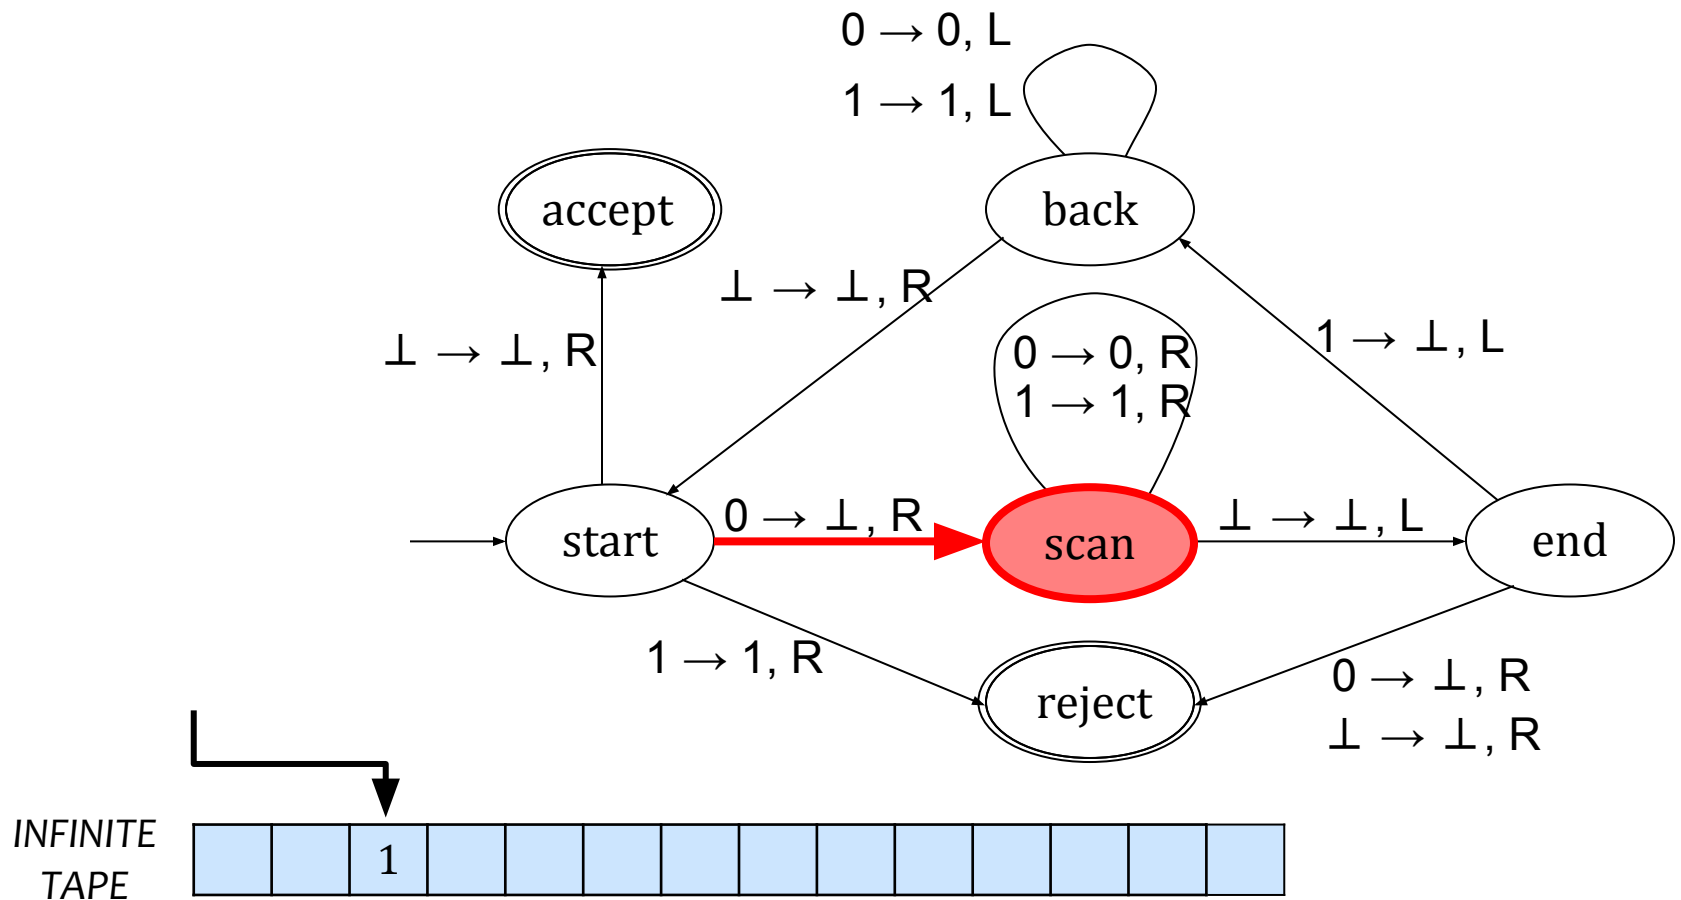 0 → 0, L
1 → 1, L
accept
back
⊥ → ⊥, R
⊥ → ⊥, R
0 → 0, R
1 → 1, R
1 → ⊥, L
start
0 → ⊥, R
scan
⊥ → ⊥, L
end
1 → 1, R
reject
0 → ⊥, R
⊥ → ⊥, R
INFINITE
TAPE
1